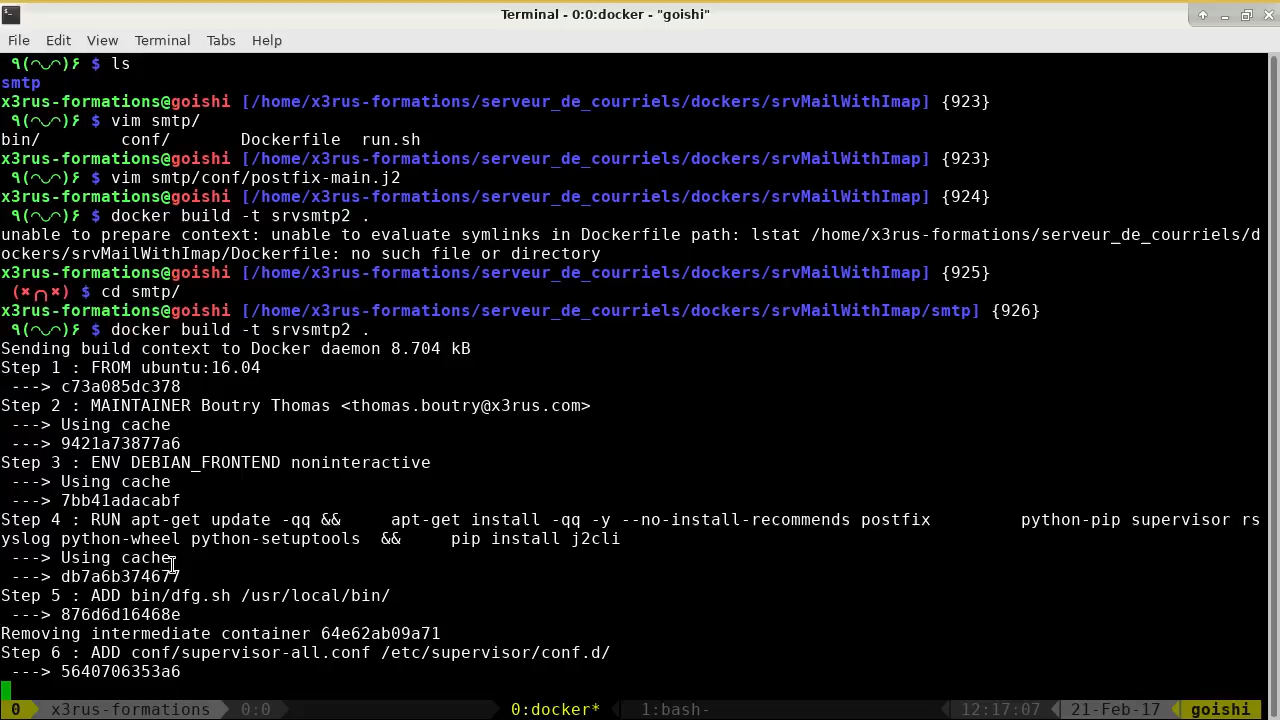 Terminal - 0:0:docker - "goishi"
File Edit View Terminal Tabs Help
٩(◠◡◠)۶ $ ls
smtp
x3rus-formations@goishi [/home/x3rus-formations/serveur_de_courriels/dockers/srvMailWithImap] {923}
٩(◠◡◠)۶ $ vim smtp/
bin/ conf/ Dockerfile run.sh
x3rus-formations@goishi [/home/x3rus-formations/serveur_de_courriels/dockers/srvMailWithImap] {923}
٩(◠◡◠)۶ $ vim smtp/conf/postfix-main.j2
x3rus-formations@goishi [/home/x3rus-formations/serveur_de_courriels/dockers/srvMailWithImap] {924}
٩(◠◡◠)۶ $ docker build -t srvsmtp2 .
unable to prepare context: unable to evaluate symlinks in Dockerfile path: lstat /home/x3rus-formations/serveur_de_courriels/d
ockers/srvMailWithImap/Dockerfile: no such file or directory
x3rus-formations@goishi [/home/x3rus-formations/serveur_de_courriels/dockers/srvMailWithImap] {925}
(✖╭╮✖) $ cd smtp/
x3rus-formations@goishi [/home/x3rus-formations/serveur_de_courriels/dockers/srvMailWithImap/smtp] {926}
٩(◠◡◠)۶ $ docker build -t srvsmtp2 .
Sending build context to Docker daemon 8.704 kB
Step 1 : FROM ubuntu:16.04
---> c73a085dc378
Step 2 : MAINTAINER Boutry Thomas <thomas.boutry@x3rus.com>
---> Using cache
---> 9421a73877a6
Step 3 : ENV DEBIAN_FRONTEND noninteractive
---> Using cache
---> 7bb41adacabf
Step 4 : RUN apt-get update -qq && apt-get install -qq -y --no-install-recommends postfix python-pip supervisor rs
yslog python-wheel python-setuptools && pip install j2cli
---> Using cache
---> db7a6b374677
Step 5 : ADD bin/dfg.sh /usr/local/bin/
---> 876d6d16468e
Removing intermediate container 64e62ab09a71
Step 6 : ADD conf/supervisor-all.conf /etc/supervisor/conf.d/
---> 5640706353a6
0 x3rus-formations 0:0 0:docker* 1:bash- 12:17:07 21-Feb-17 goishi